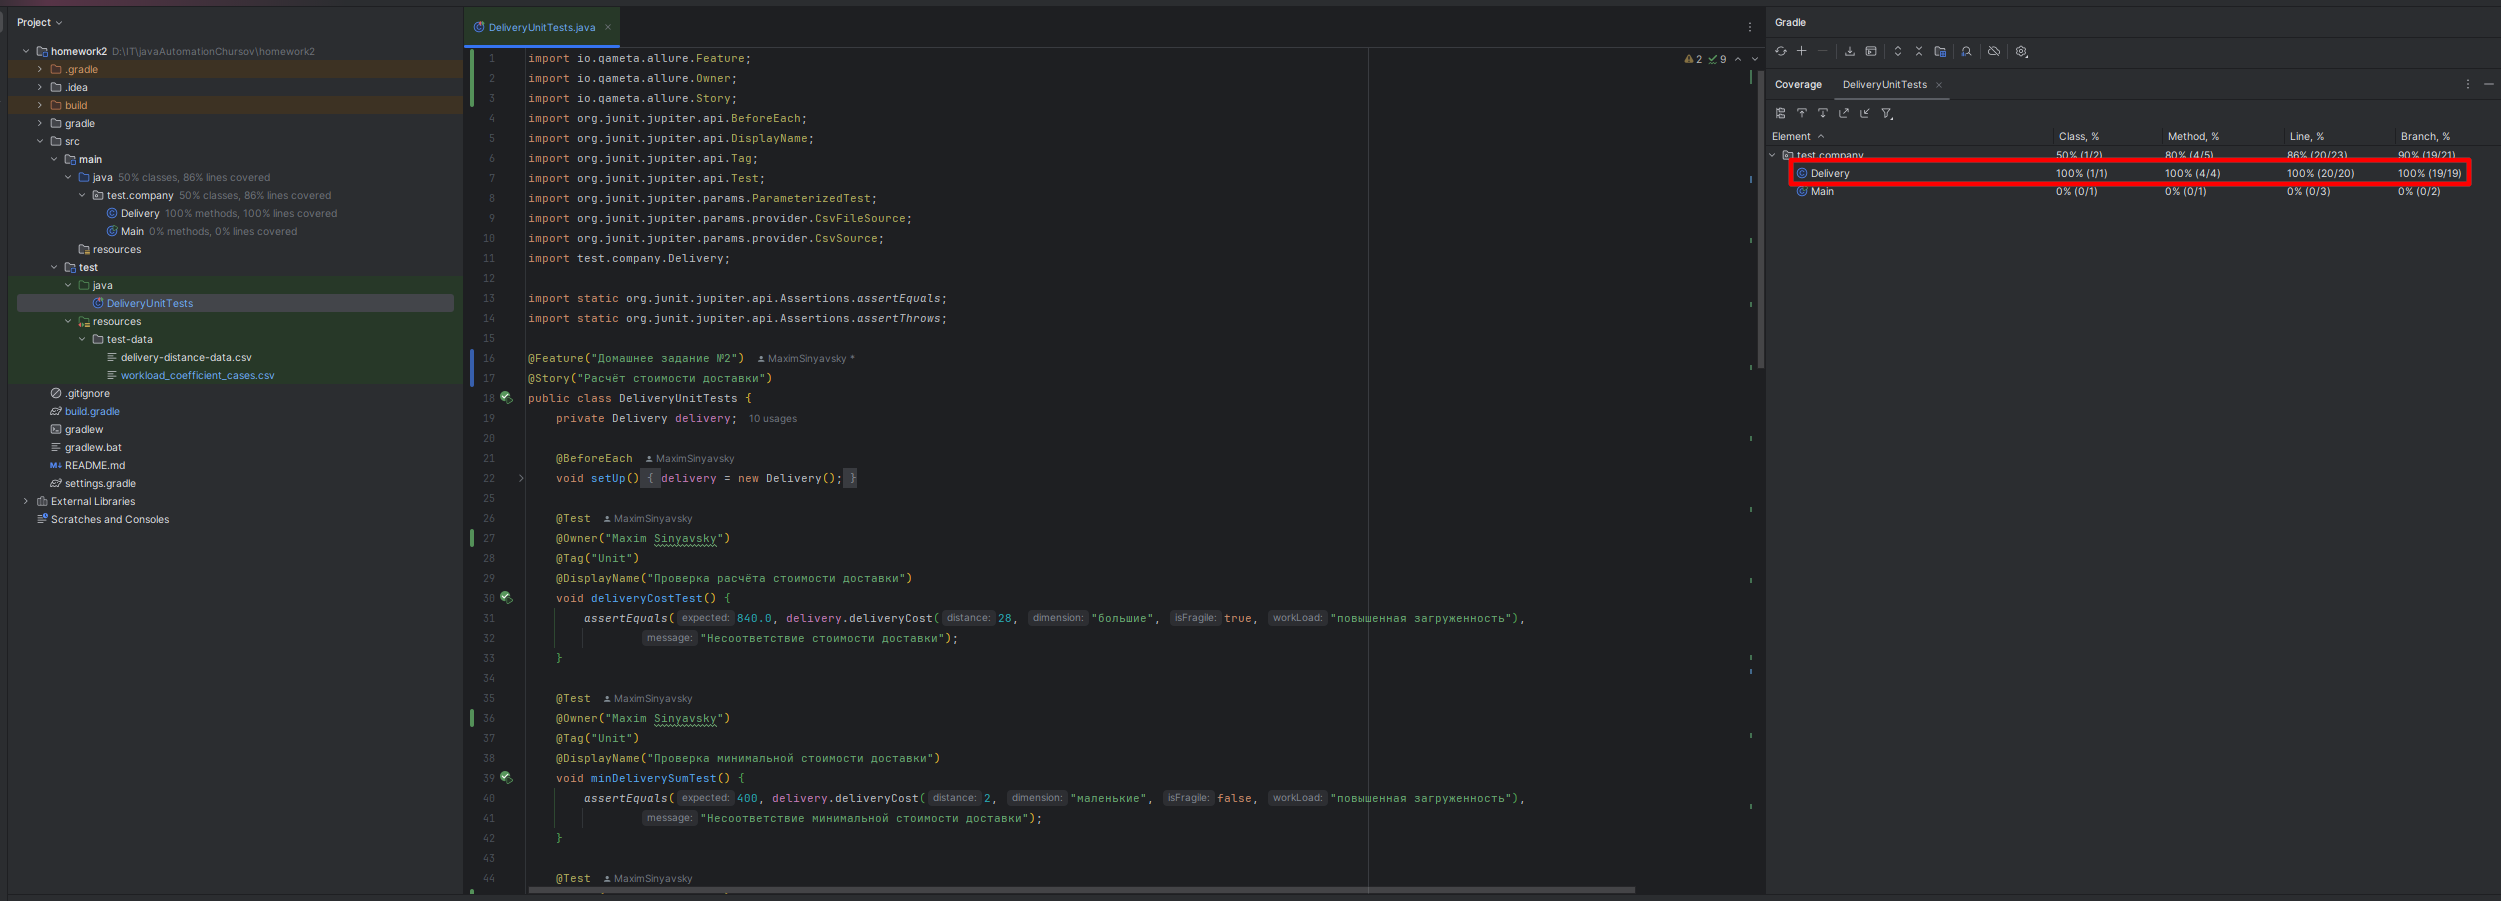 Project
homework2 D:\IT\javaAutomationChursov\homework2
.gradle
.idea
build
gradle
src
main
java 50% classes, 86% lines covered
test.company 50% classes, 86% lines covered
Delivery 100% methods, 100% lines covered
Main 0% methods, 0% lines covered
resources
test
java
DeliveryUnitTests
resources
test-data
delivery-distance-data.csv
workload_coefficient_cases.csv
.gitignore
build.gradle
gradlew
gradlew.bat
M↓ README.md
settings.gradle
External Libraries
Scratches and Consoles
DeliveryUnitTests.java
2 9
1 import io.qameta.allure.Feature;
2 import io.qameta.allure.Owner;
3 import io.qameta.allure.Story;
4 import org.junit.jupiter.api.BeforeEach;
5 import org.junit.jupiter.api.DisplayName;
6 import org.junit.jupiter.api.Tag;
7 import org.junit.jupiter.api.Test;
8 import org.junit.jupiter.params.ParameterizedTest;
9 import org.junit.jupiter.params.provider.CsvFileSource;
10 import org.junit.jupiter.params.provider.CsvSource;
11 import test.company.Delivery;
12
13 import static org.junit.jupiter.api.Assertions.assertEquals;
14 import static org.junit.jupiter.api.Assertions.assertThrows;
15
16 @Feature("Домашнее задание №2") MaximSinyavsky *
17 @Story("Расчёт стоимости доставки")
18 public class DeliveryUnitTests {
19 private Delivery delivery; 10 usages
20
21 @BeforeEach MaximSinyavsky
22 void setUp() { delivery = new Delivery(); }
25
26 @Test MaximSinyavsky
27 @Owner("Maxim Sinyavsky")
28 @Tag("Unit")
29 @DisplayName("Проверка расчёта стоимости доставки")
30 void deliveryCostTest() {
31 assertEquals( expected: 840.0, delivery.deliveryCost( distance: 28, dimension: "большие", isFragile: true, workLoad: "повышенная загруженность"),
32 message: "Несоответствие стоимости доставки");
33 }
34
35 @Test MaximSinyavsky
36 @Owner("Maxim Sinyavsky")
37 @Tag("Unit")
38 @DisplayName("Проверка минимальной стоимости доставки")
39 void minDeliverySumTest() {
40 assertEquals( expected: 400, delivery.deliveryCost( distance: 2, dimension: "маленькие", isFragile: false, workLoad: "повышенная загруженность"),
41 message: "Несоответствие минимальной стоимости доставки");
42 }
43
44 @Test MaximSinyavsky
Gradle
Coverage DeliveryUnitTests
Element Class, % Method, % Line, % Branch, %
test.company 50% (1/2) 80% (4/5) 86% (20/23) 90% (19/21)
Delivery 100% (1/1) 100% (4/4) 100% (20/20) 100% (19/19)
Main 0% (0/1) 0% (0/1) 0% (0/3) 0% (0/2)